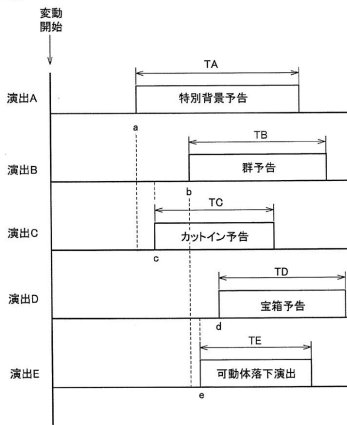 変動
開始
TA
演出A
特別背景予告
a
TB
演出B
群予告
b
TC
演出C
カットイン予告
c
TD
演出D
宝箱予告
d
TE
演出E
可動体落下演出
e